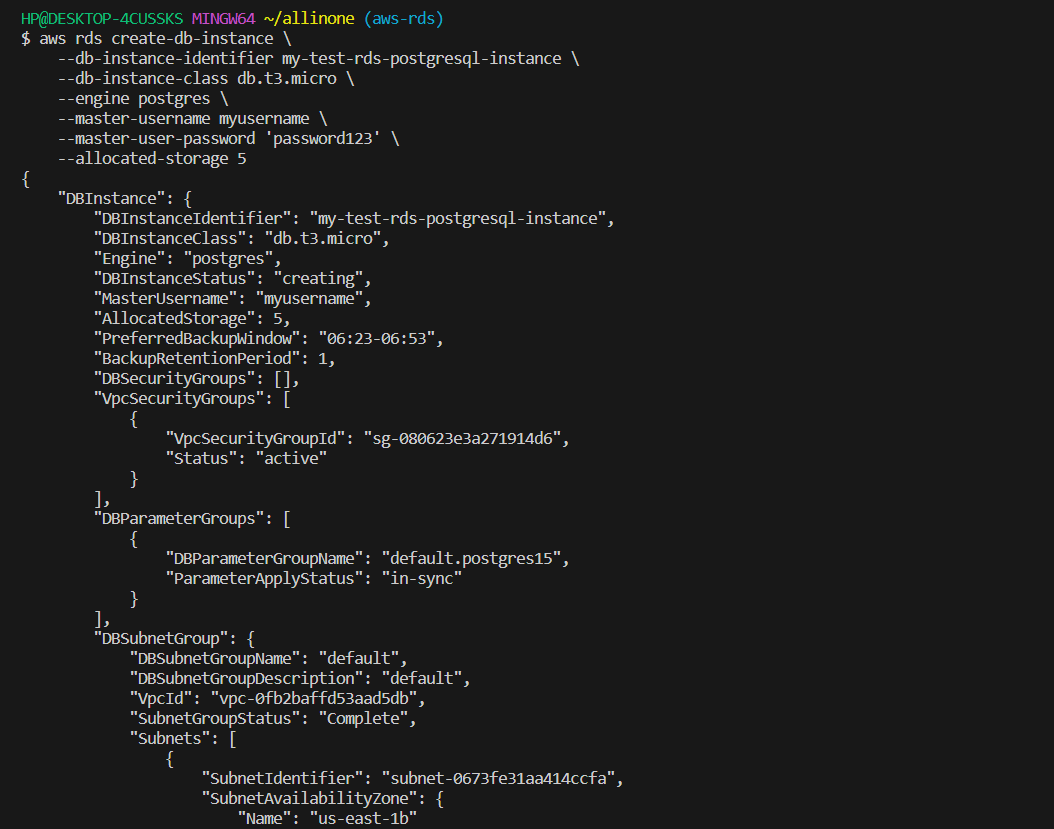 HP@DESKTOP-4CUSSKS MINGW64 ~/allinone (aws-rds)
$ aws rds create-db-instance \
    --db-instance-identifier my-test-rds-postgresql-instance \
    --db-instance-class db.t3.micro \
    --engine postgres \
    --master-username myusername \
    --master-user-password 'password123' \
    --allocated-storage 5
{
    "DBInstance": {
        "DBInstanceIdentifier": "my-test-rds-postgresql-instance",
        "DBInstanceClass": "db.t3.micro",
        "Engine": "postgres",
        "DBInstanceStatus": "creating",
        "MasterUsername": "myusername",
        "AllocatedStorage": 5,
        "PreferredBackupWindow": "06:23-06:53",
        "BackupRetentionPeriod": 1,
        "DBSecurityGroups": [],
        "VpcSecurityGroups": [
            {
                "VpcSecurityGroupId": "sg-080623e3a271914d6",
                "Status": "active"
            }
        ],
        "DBParameterGroups": [
            {
                "DBParameterGroupName": "default.postgres15",
                "ParameterApplyStatus": "in-sync"
            }
        ],
        "DBSubnetGroup": {
            "DBSubnetGroupName": "default",
            "DBSubnetGroupDescription": "default",
            "VpcId": "vpc-0fb2baffd53aad5db",
            "SubnetGroupStatus": "Complete",
            "Subnets": [
                {
                    "SubnetIdentifier": "subnet-0673fe31aa414ccfa",
                    "SubnetAvailabilityZone": {
                        "Name": "us-east-1b"